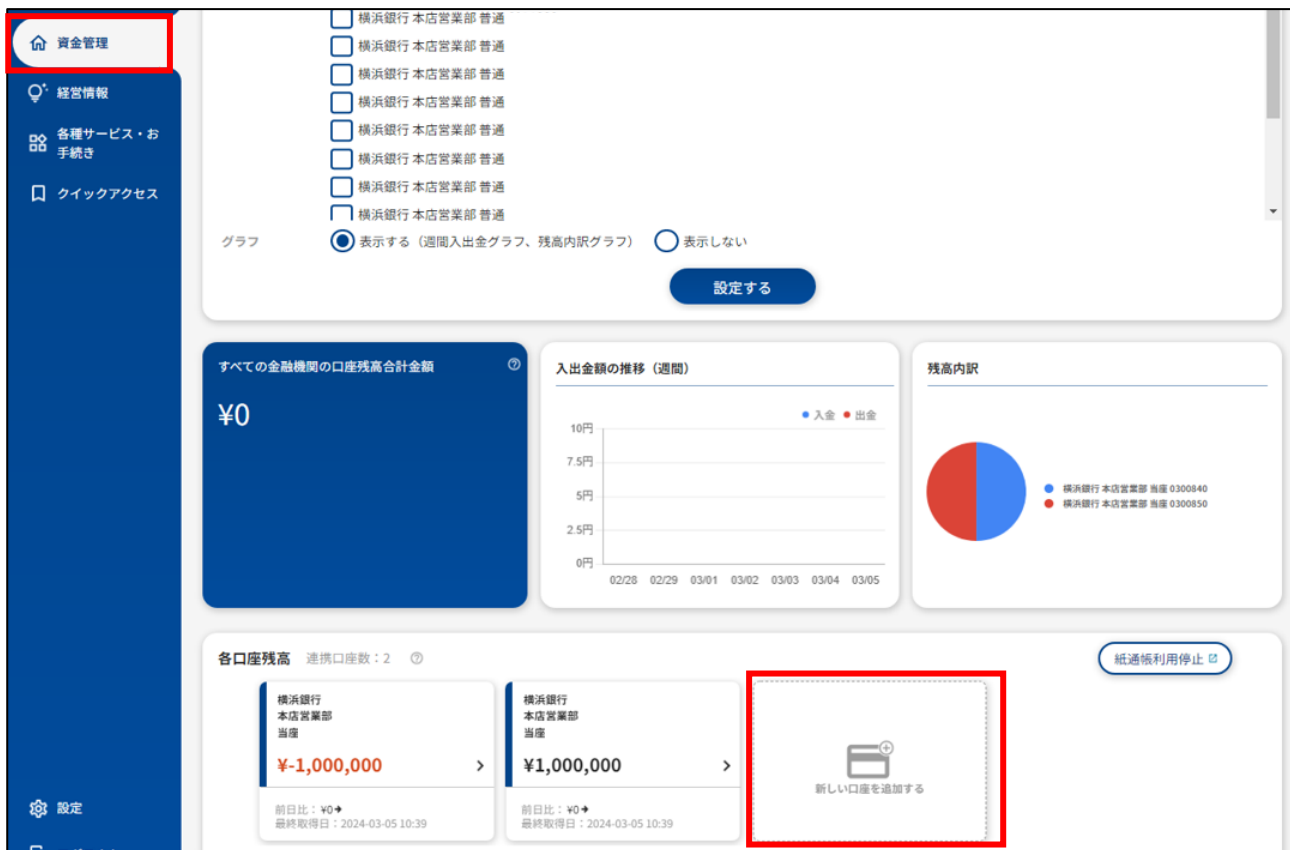 資金管理
経営情報
各種サービス・お
手続き
クイックアクセス
設定
横浜銀行 本店営業部 普通
横浜銀行 本店営業部 普通
横浜銀行 本店営業部 普通
横浜銀行 本店営業部 普通
横浜銀行 本店営業部 普通
横浜銀行 本店営業部 普通
横浜銀行 本店営業部 普通
横浜銀行 本店営業部 普通
グラフ 表示する（週間入出金グラフ、残高内訳グラフ） 表示しない
設定する
すべての金融機関の口座残高合計金額
¥0
入出金額の推移（週間）
入金 出金
10円
7.5円
5円
2.5円
0円
02/28 02/29 03/01 03/02 03/03 03/04 03/05
残高内訳
横浜銀行 本店営業部 当座 0300840
横浜銀行 本店営業部 当座 0300850
各口座残高 連携口座数：2
紙通帳利用停止
横浜銀行
本店営業部
当座
¥-1,000,000
前日比：¥0➔
最終取得日：2024-03-05 10:39
横浜銀行
本店営業部
当座
¥1,000,000
前日比：¥0➔
最終取得日：2024-03-05 10:39
新しい口座を追加する